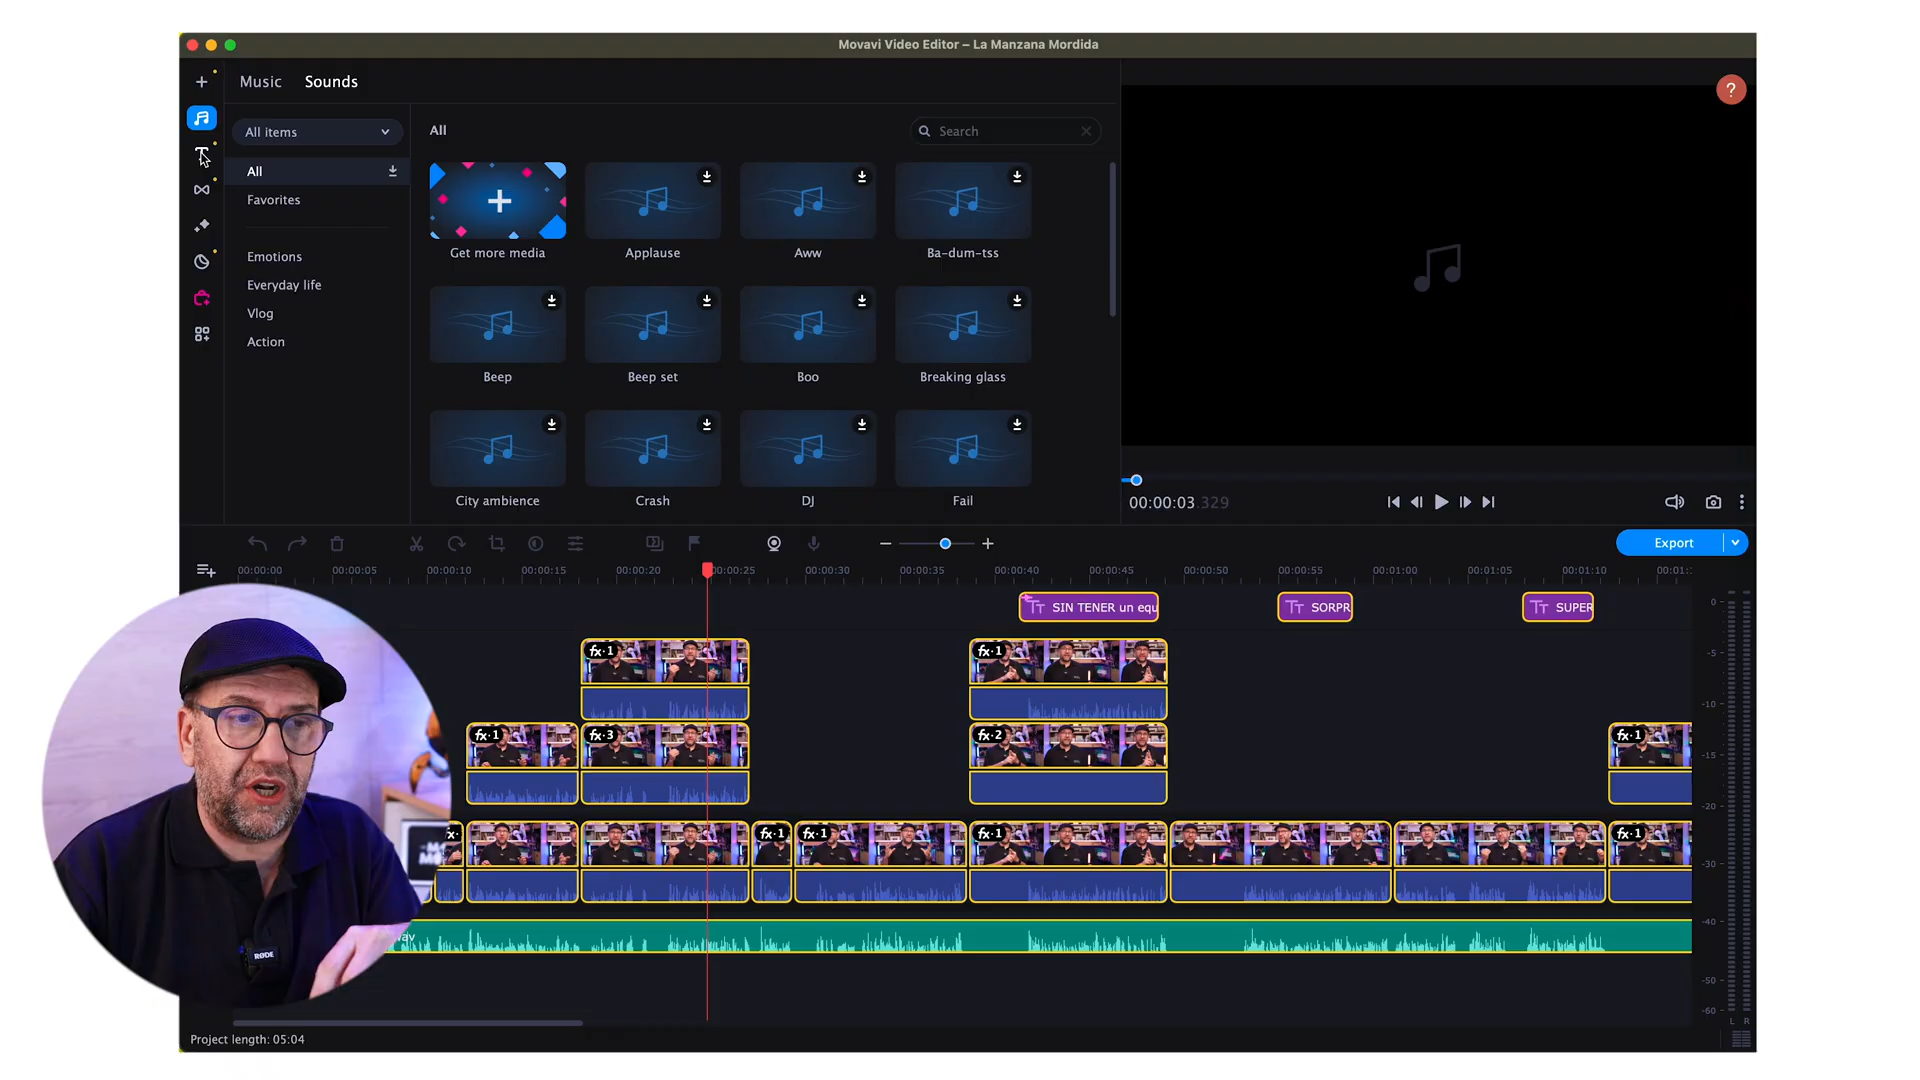 Movavi Video Editor – La Manzana Mordida
Music Sounds
?
All items
All
Search
All
Favorites
Emotions
Everyday life
Vlog
Action
Get more media
Applause
Aww
Ba-dum-tss
Beep
Beep set
Boo
Breaking glass
City ambience
Crash
DJ
Fail
00:00:03.329
Export
00:00:00 00:00:05 00:00:10 00:00:15 00:00:20 00:00:25 00:00:30 00:00:35 00:00:40 00:00:45 00:00:50 00:00:55 00:01:00 00:01:05 00:01:10 00:01:1
Tт SIN TENER un equ
Tт SORPR
Tт SUPER
fx·1
fx·1
fx·1
fx·3
fx·2
fx·1
x·
fx·1
fx·1
fx·1
fx·1
wav
0
-5
-10
-15
-20
-30
-40
-50
-60
L R
RØDE
Project length: 05:04